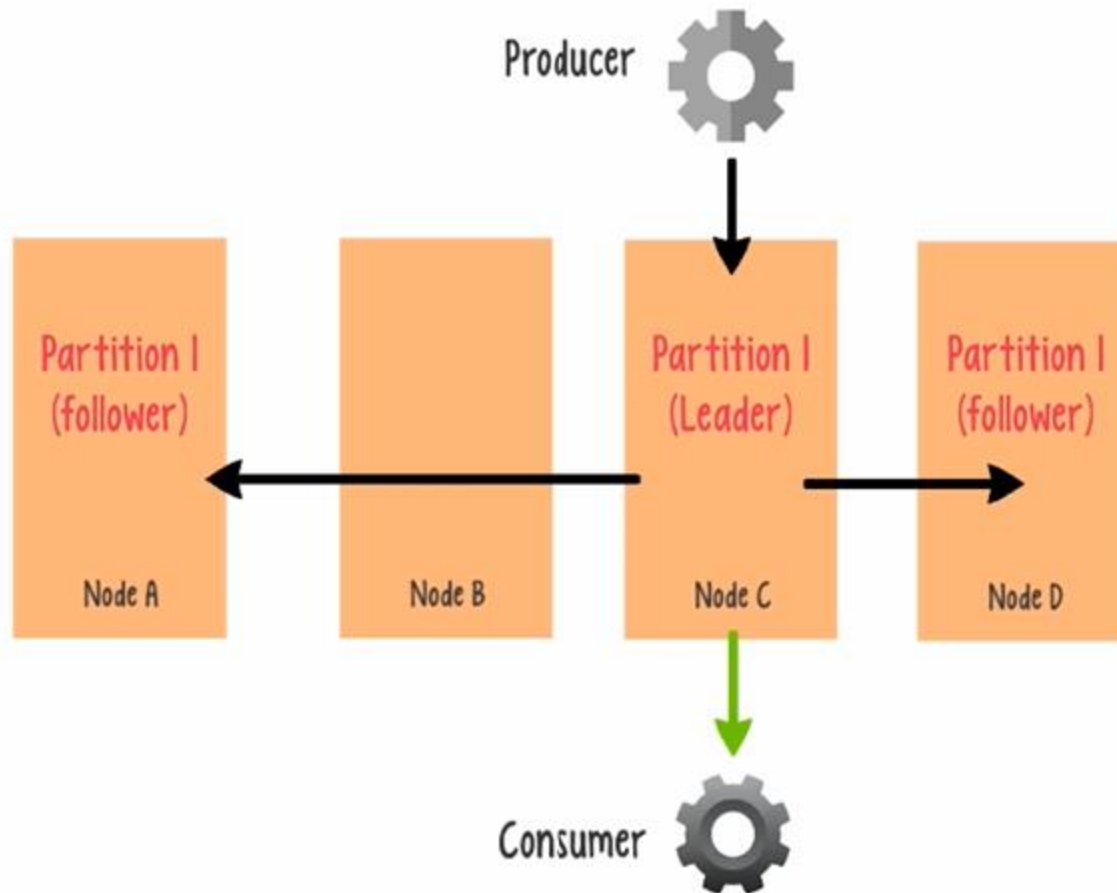 Producer
Partition 1
(follower)
Partition 1
(Leader)
Partition 1
(follower)
Node A
Node B
Node C
Node D
Consumer